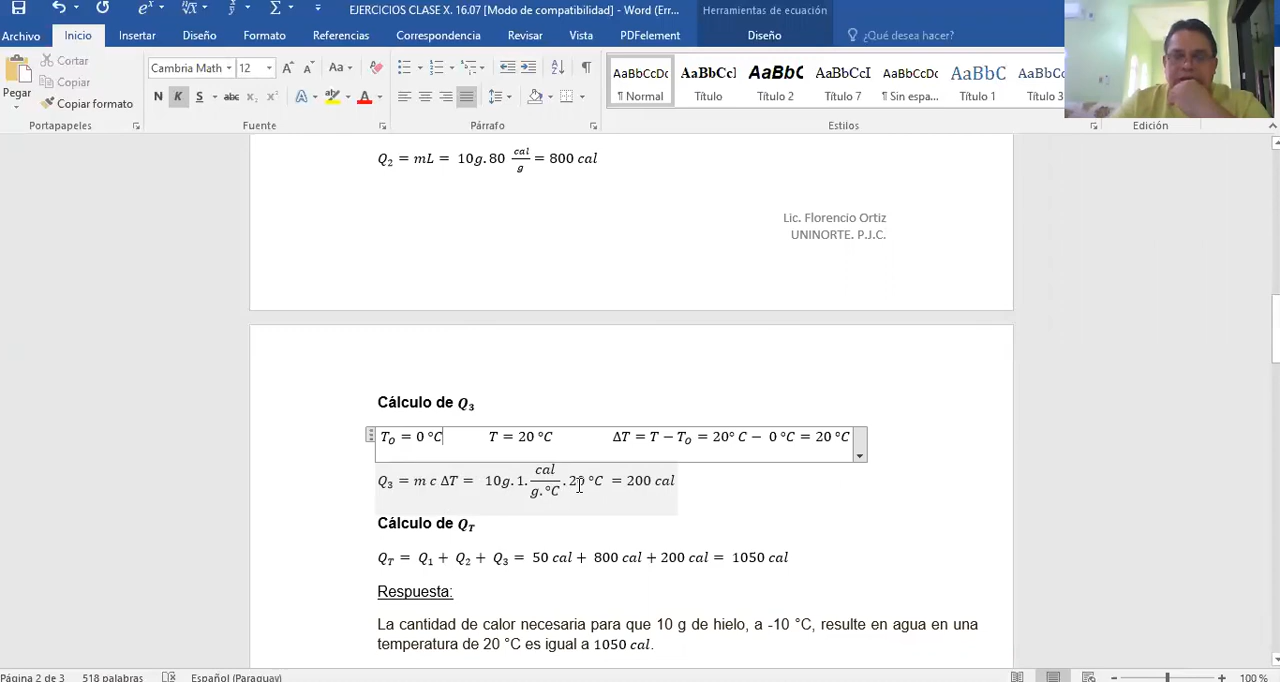 EJERCICIOS CLASE X. 16.07 [Modo de compatibilidad] - Word (Err...
Herramientas de ecuación
Archivo Inicio Insertar Diseño Formato Referencias Correspondencia Revisar Vista PDFelement Diseño ¿Qué desea hacer?
Pegar
Cortar
Copiar
Copiar formato
Cambria Math 12
N K S abc
AaBbCcDc AaBbCcI AaBbC AaBbCcI AaBbCcDc AaBbC AaBbCc
¶ Normal Título Título 2 Título 7 ¶ Sin espa... Título 1 Título 3
Portapapeles Fuente Párrafo Estilos Edición
Q₂ = mL = 10g.80 cal/g = 800 cal
Lic. Florencio Ortiz
UNINORTE. P.J.C.
Cálculo de Q₃
T₀ = 0 °C T = 20 °C ΔT = T − T₀ = 20° C − 0 °C = 20 °C
Q₃ = m c ΔT = 10g.1.cal/g.°C.20 °C = 200 cal
Cálculo de Q_T
Q_T = Q₁ + Q₂ + Q₃ = 50 cal + 800 cal + 200 cal = 1050 cal
Respuesta:
La cantidad de calor necesaria para que 10 g de hielo, a -10 °C, resulte en agua en una
temperatura de 20 °C es igual a 1050 cal.
Página 2 de 3 518 palabras Español (Paraguay) 100 %